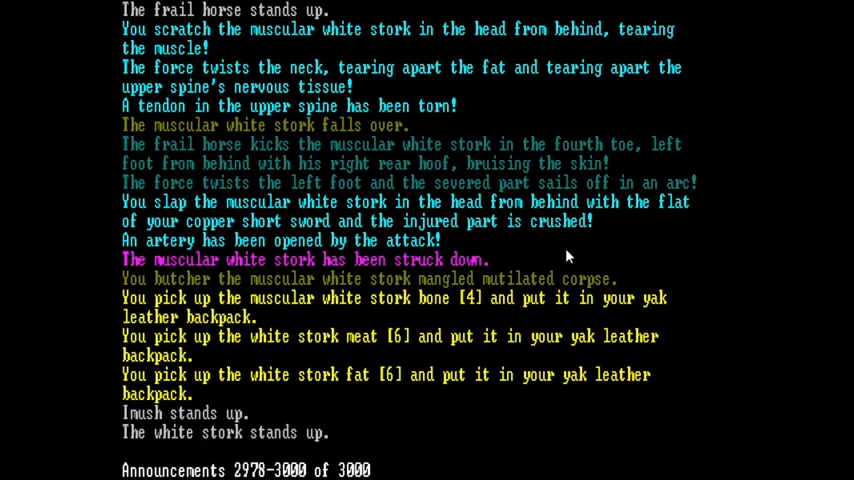 The frail horse stands up.
You scratch the muscular white stork in the head from behind, tearing
the muscle!
The force twists the neck, tearing apart the fat and tearing apart the
upper spine's nervous tissue!
A tendon in the upper spine has been torn!
The muscular white stork falls over.
The frail horse kicks the muscular white stork in the fourth toe, left
foot from behind with his right rear hoof, bruising the skin!
The force twists the left foot and the severed part sails off in an arc!
You slap the muscular white stork in the head from behind with the flat
of your copper short sword and the injured part is crushed!
An artery has been opened by the attack!
The muscular white stork has been struck down.
You butcher the muscular white stork mangled mutilated corpse.
You pick up the muscular white stork bone [4] and put it in your yak
leather backpack.
You pick up the white stork meat [6] and put it in your yak leather
backpack.
You pick up the white stork fat [6] and put it in your yak leather
backpack.
Imush stands up.
The white stork stands up.
Announcements 2978-3000 of 3000